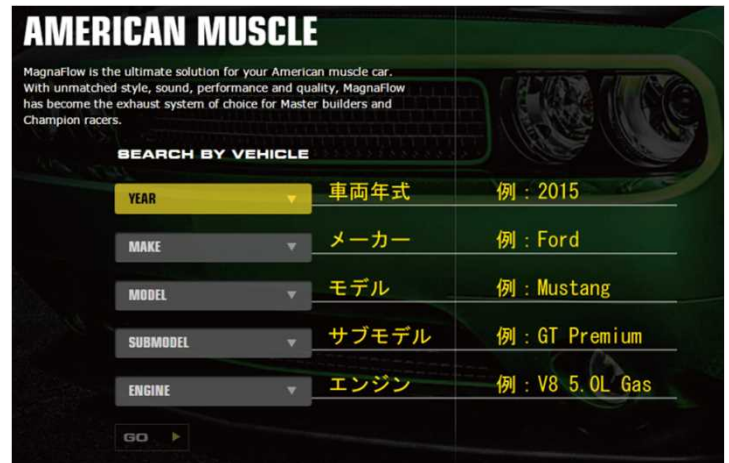 AMERICAN MUSCLE
MagnaFlow is the ultimate solution for your American muscle car.
With unmatched style, sound, performance and quality, MagnaFlow
has become the exhaust system of choice for Master builders and
Champion racers.
SEARCH BY VEHICLE
YEAR 車両年式 例：2015
MAKE メーカー 例：Ford
MODEL モデル 例：Mustang
SUBMODEL サブモデル 例：GT Premium
ENGINE エンジン 例：V8 5.0L Gas
GO